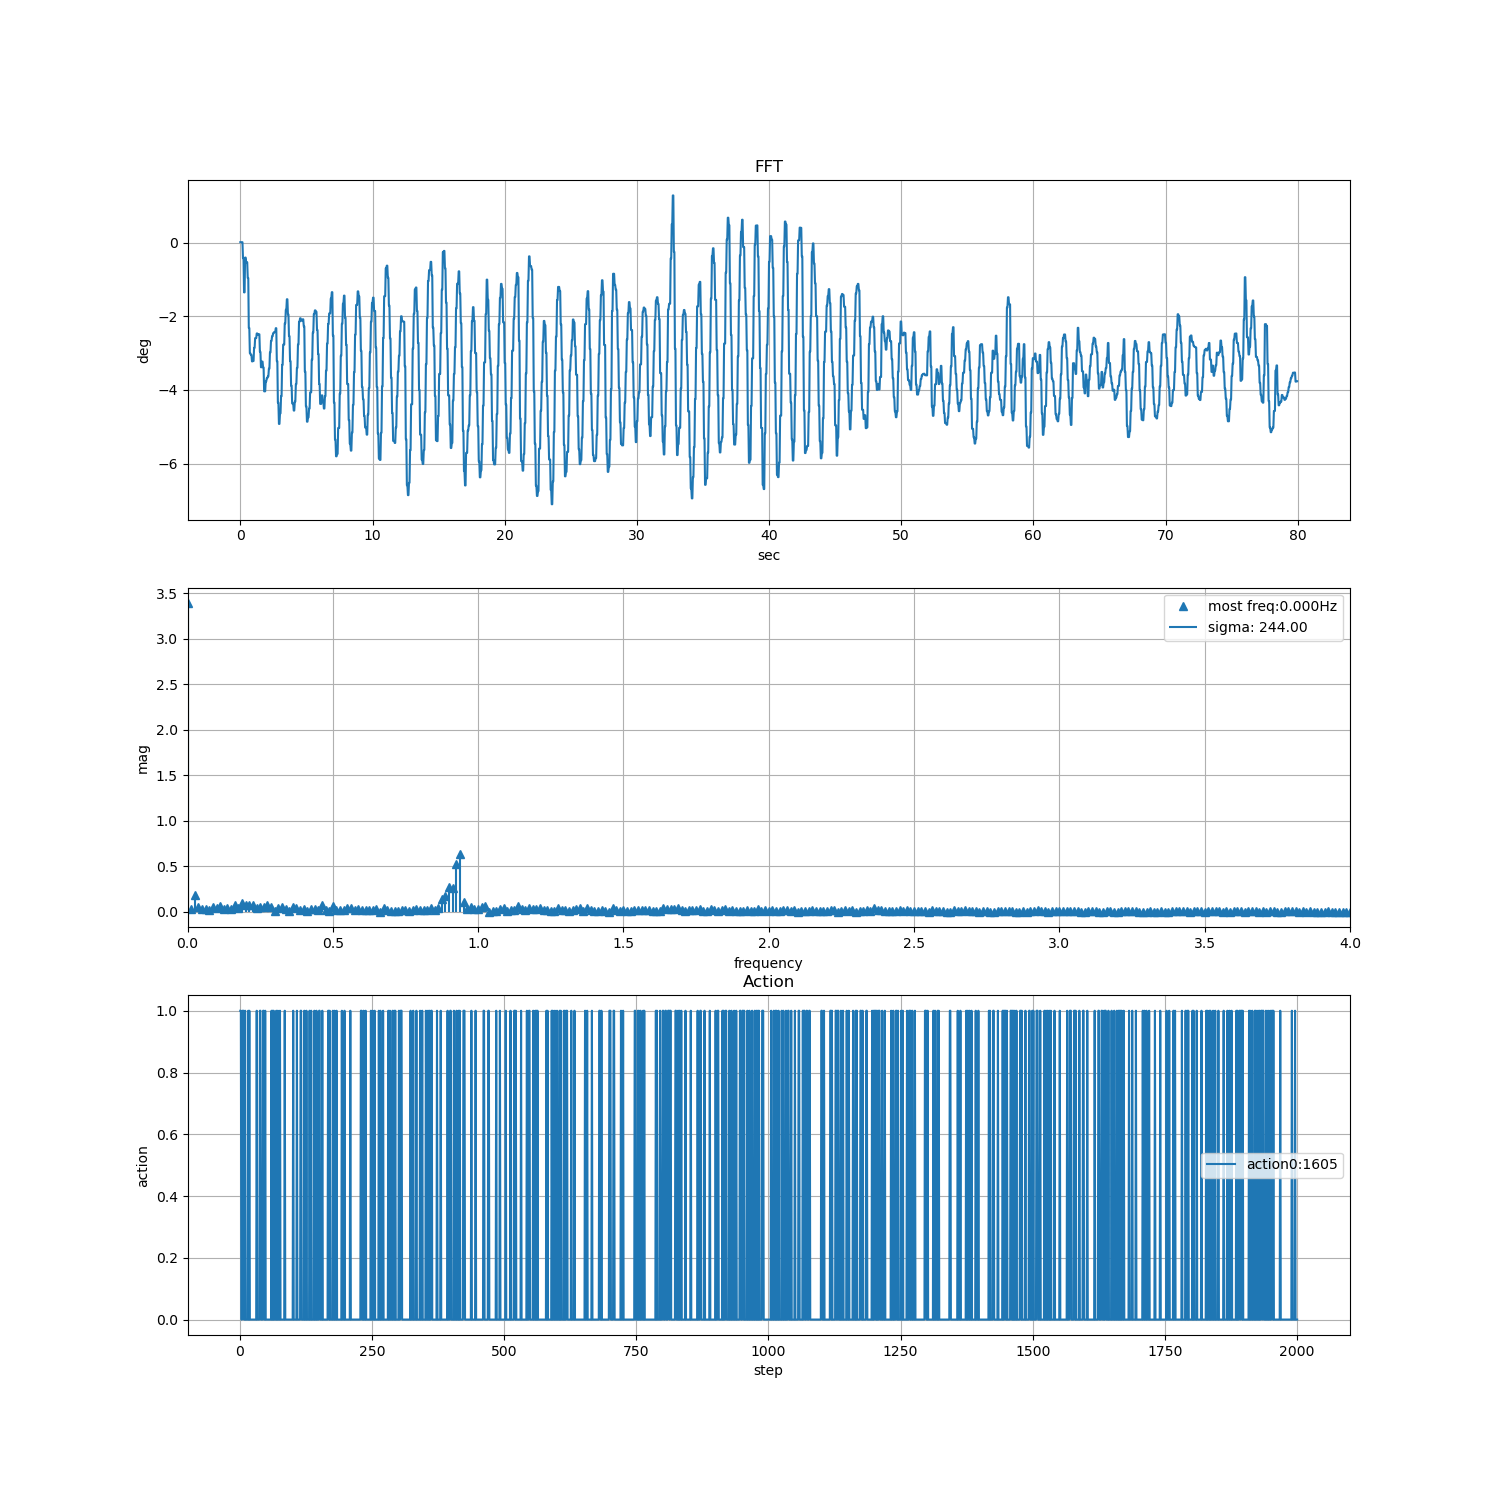 FFT
0
−2
−4
−6
deg
0 10 20 30 40 50 60 70 80
sec
3.5
3.0
2.5
2.0
1.5
1.0
0.5
0.0
mag
most freq:0.000Hz
sigma: 244.00
0.0 0.5 1.0 1.5 2.0 2.5 3.0 3.5 4.0
frequency
Action
1.0
0.8
0.6
0.4
0.2
0.0
action
action0:1605
0 250 500 750 1000 1250 1500 1750 2000
step